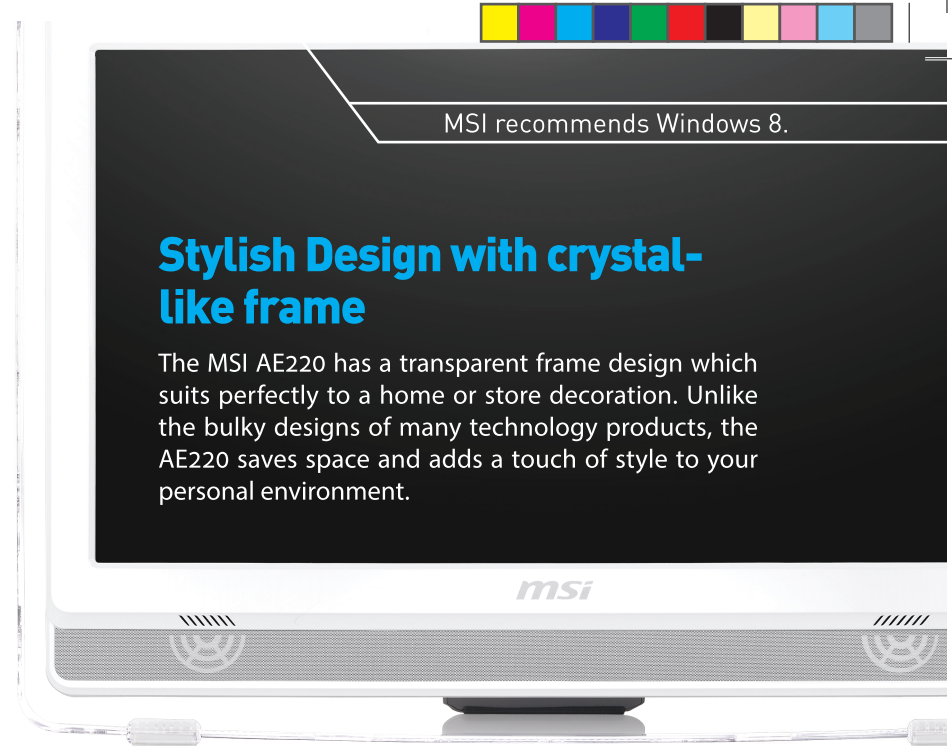 MSI recommends Windows 8.
Stylish Design with crystal-
like frame
The MSI AE220 has a transparent frame design which
suits perfectly to a home or store decoration. Unlike
the bulky designs of many technology products, the
AE220 saves space and adds a touch of style to your
personal environment.
msi